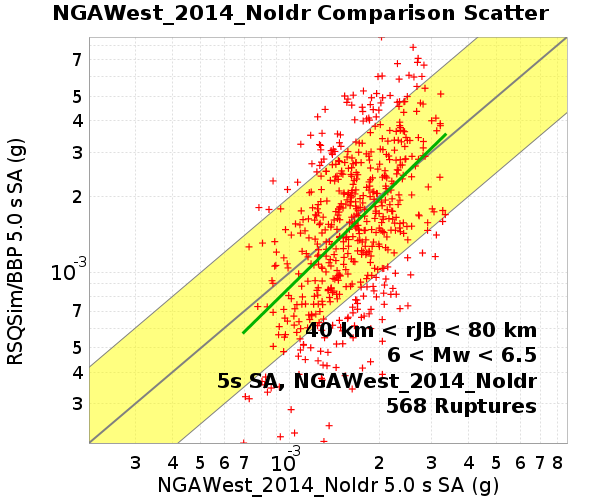 NGAWest_2014_NoIdr Comparison Scatter
RSQSim/BBP 5.0 s SA (g)
7
5
4
3
2
10-3
7
5
4
3
40 km < rJB < 80 km
6 < Mw < 6.5
5s SA, NGAWest_2014_NoIdr
568 Ruptures
3 4 5 6 7 10-3 2 3 4 5 6 7 8
NGAWest_2014_NoIdr 5.0 s SA (g)